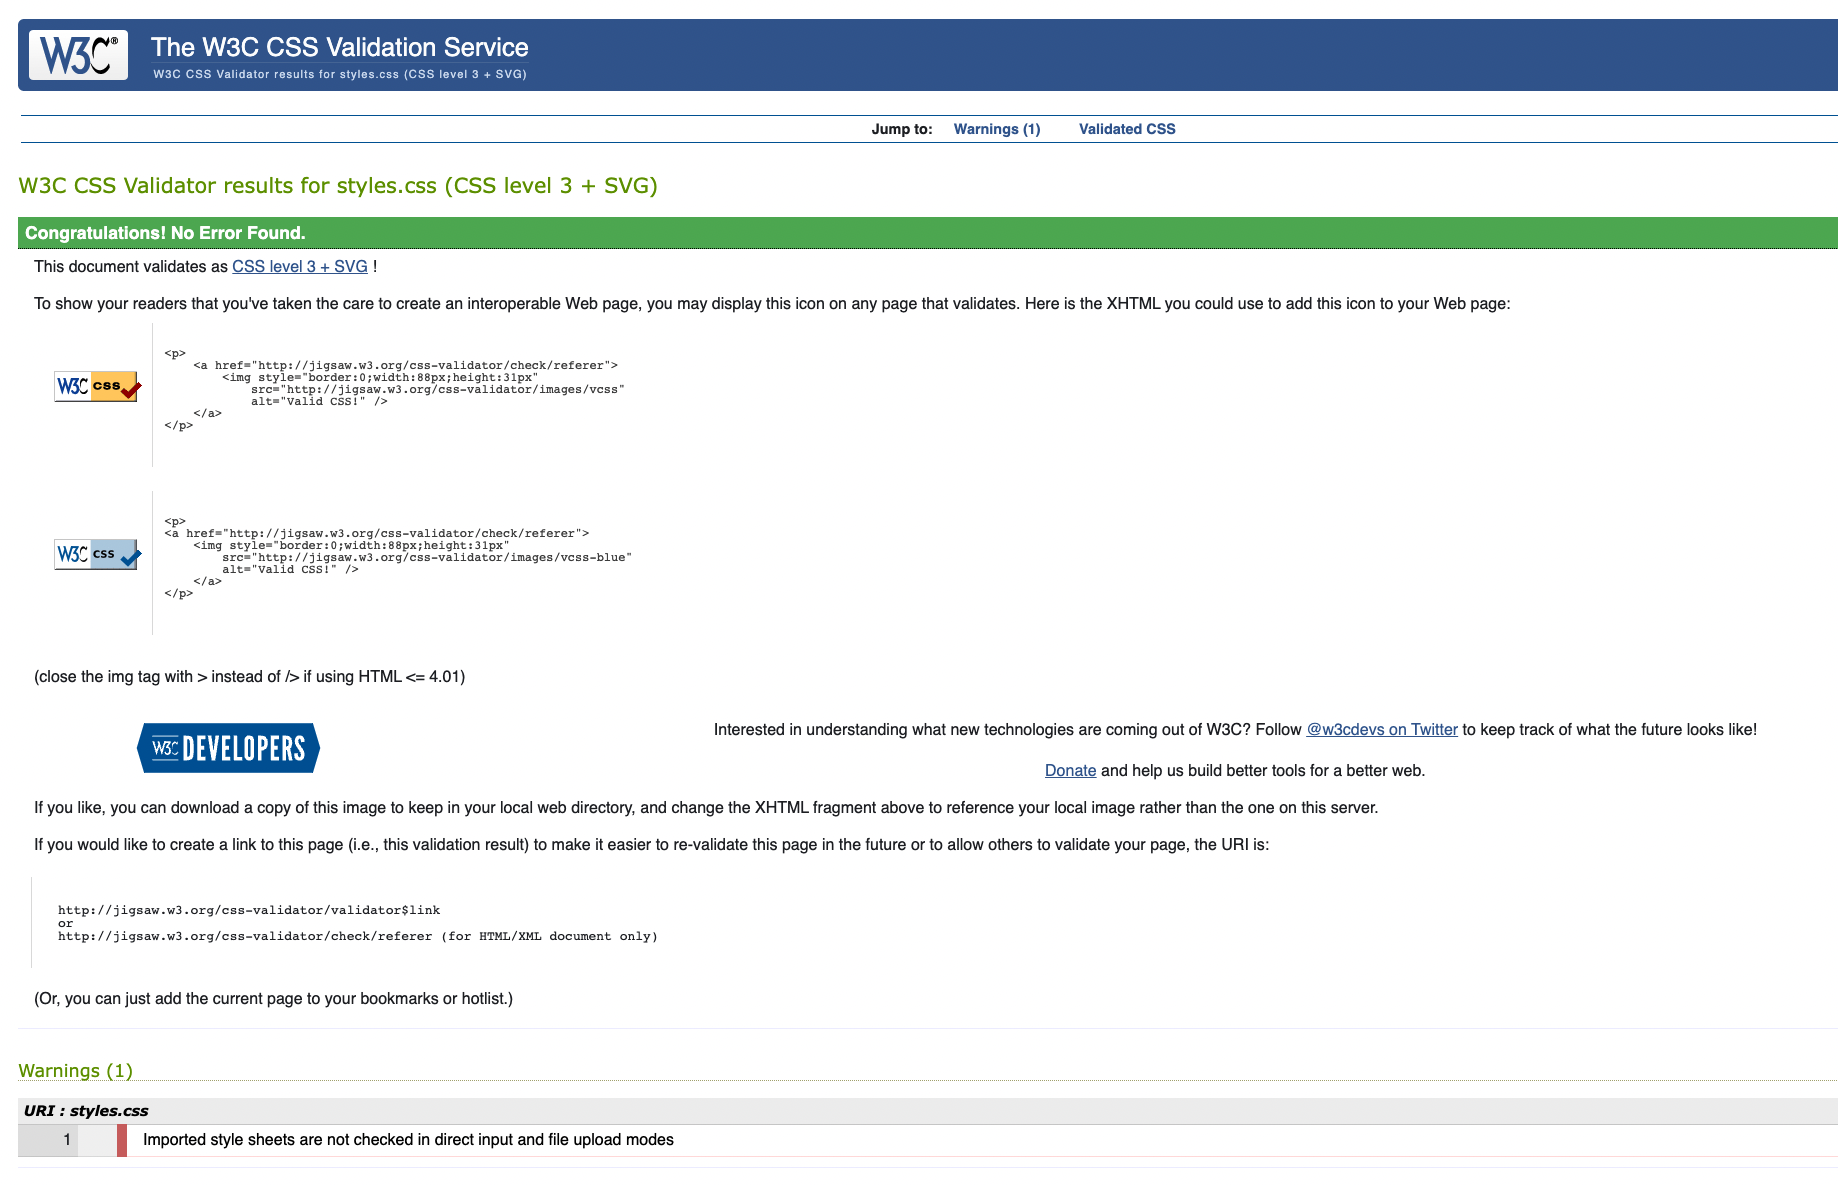 W3C®
The W3C CSS Validation Service
W3C CSS Validator results for styles.css (CSS level 3 + SVG)
Jump to: Warnings (1) Validated CSS
W3C CSS Validator results for styles.css (CSS level 3 + SVG)
Congratulations! No Error Found.
This document validates as CSS level 3 + SVG !
To show your readers that you've taken the care to create an interoperable Web page, you may display this icon on any page that validates. Here is the XHTML you could use to add this icon to your Web page:
W3C css
<p>
<a href="http://jigsaw.w3.org/css-validator/check/referer">
<img style="border:0;width:88px;height:31px"
src="http://jigsaw.w3.org/css-validator/images/vcss"
alt="Valid CSS!" />
</a>
</p>
W3C css
<p>
<a href="http://jigsaw.w3.org/css-validator/check/referer">
<img style="border:0;width:88px;height:31px"
src="http://jigsaw.w3.org/css-validator/images/vcss-blue"
alt="Valid CSS!" />
</a>
</p>
(close the img tag with > instead of /> if using HTML <= 4.01)
W3C DEVELOPERS
Interested in understanding what new technologies are coming out of W3C? Follow @w3cdevs on Twitter to keep track of what the future looks like!
Donate and help us build better tools for a better web.
If you like, you can download a copy of this image to keep in your local web directory, and change the XHTML fragment above to reference your local image rather than the one on this server.
If you would like to create a link to this page (i.e., this validation result) to make it easier to re-validate this page in the future or to allow others to validate your page, the URI is:
http://jigsaw.w3.org/css-validator/validator$link
or
http://jigsaw.w3.org/css-validator/check/referer (for HTML/XML document only)
(Or, you can just add the current page to your bookmarks or hotlist.)
Warnings (1)
URI : styles.css
1 Imported style sheets are not checked in direct input and file upload modes